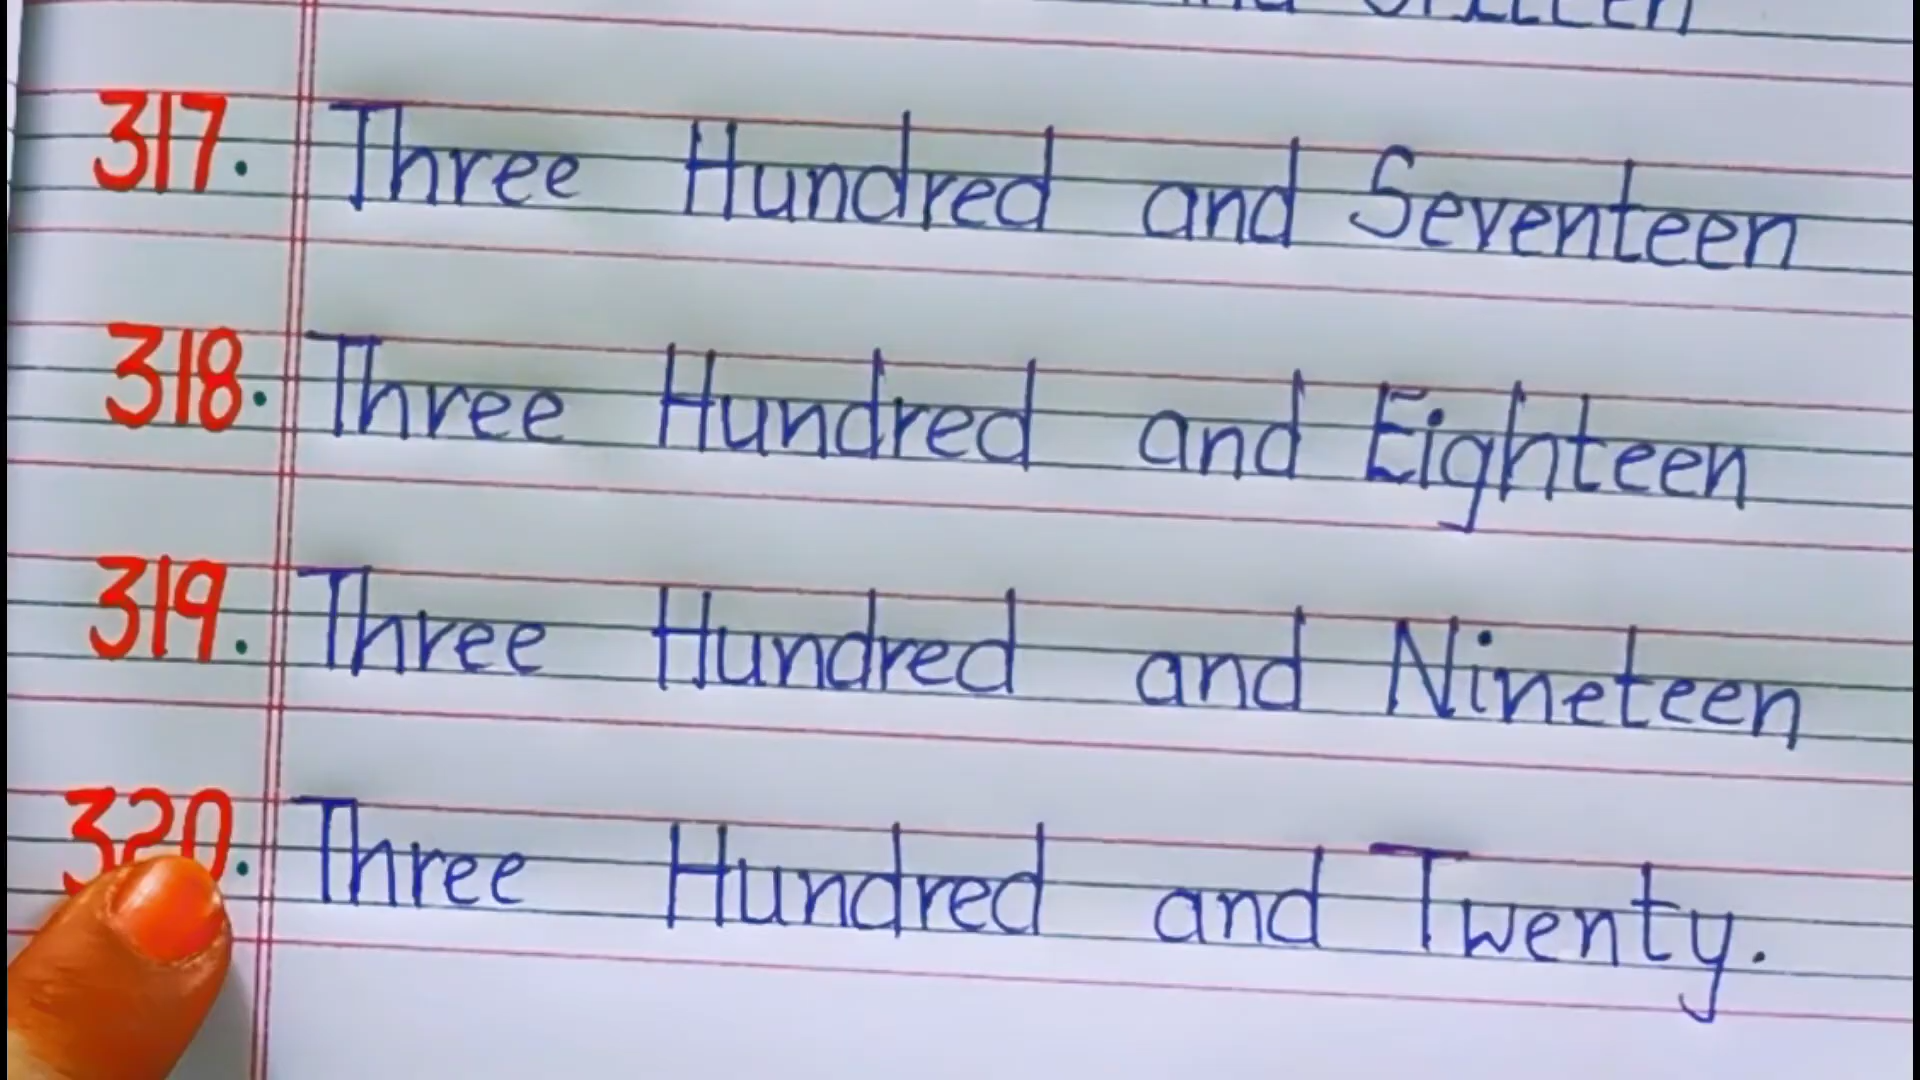 317. Three Hundred and Seventeen
318. Three Hundred and Eighteen
319. Three Hundred and Nineteen
320. Three Hundred and Twenty.